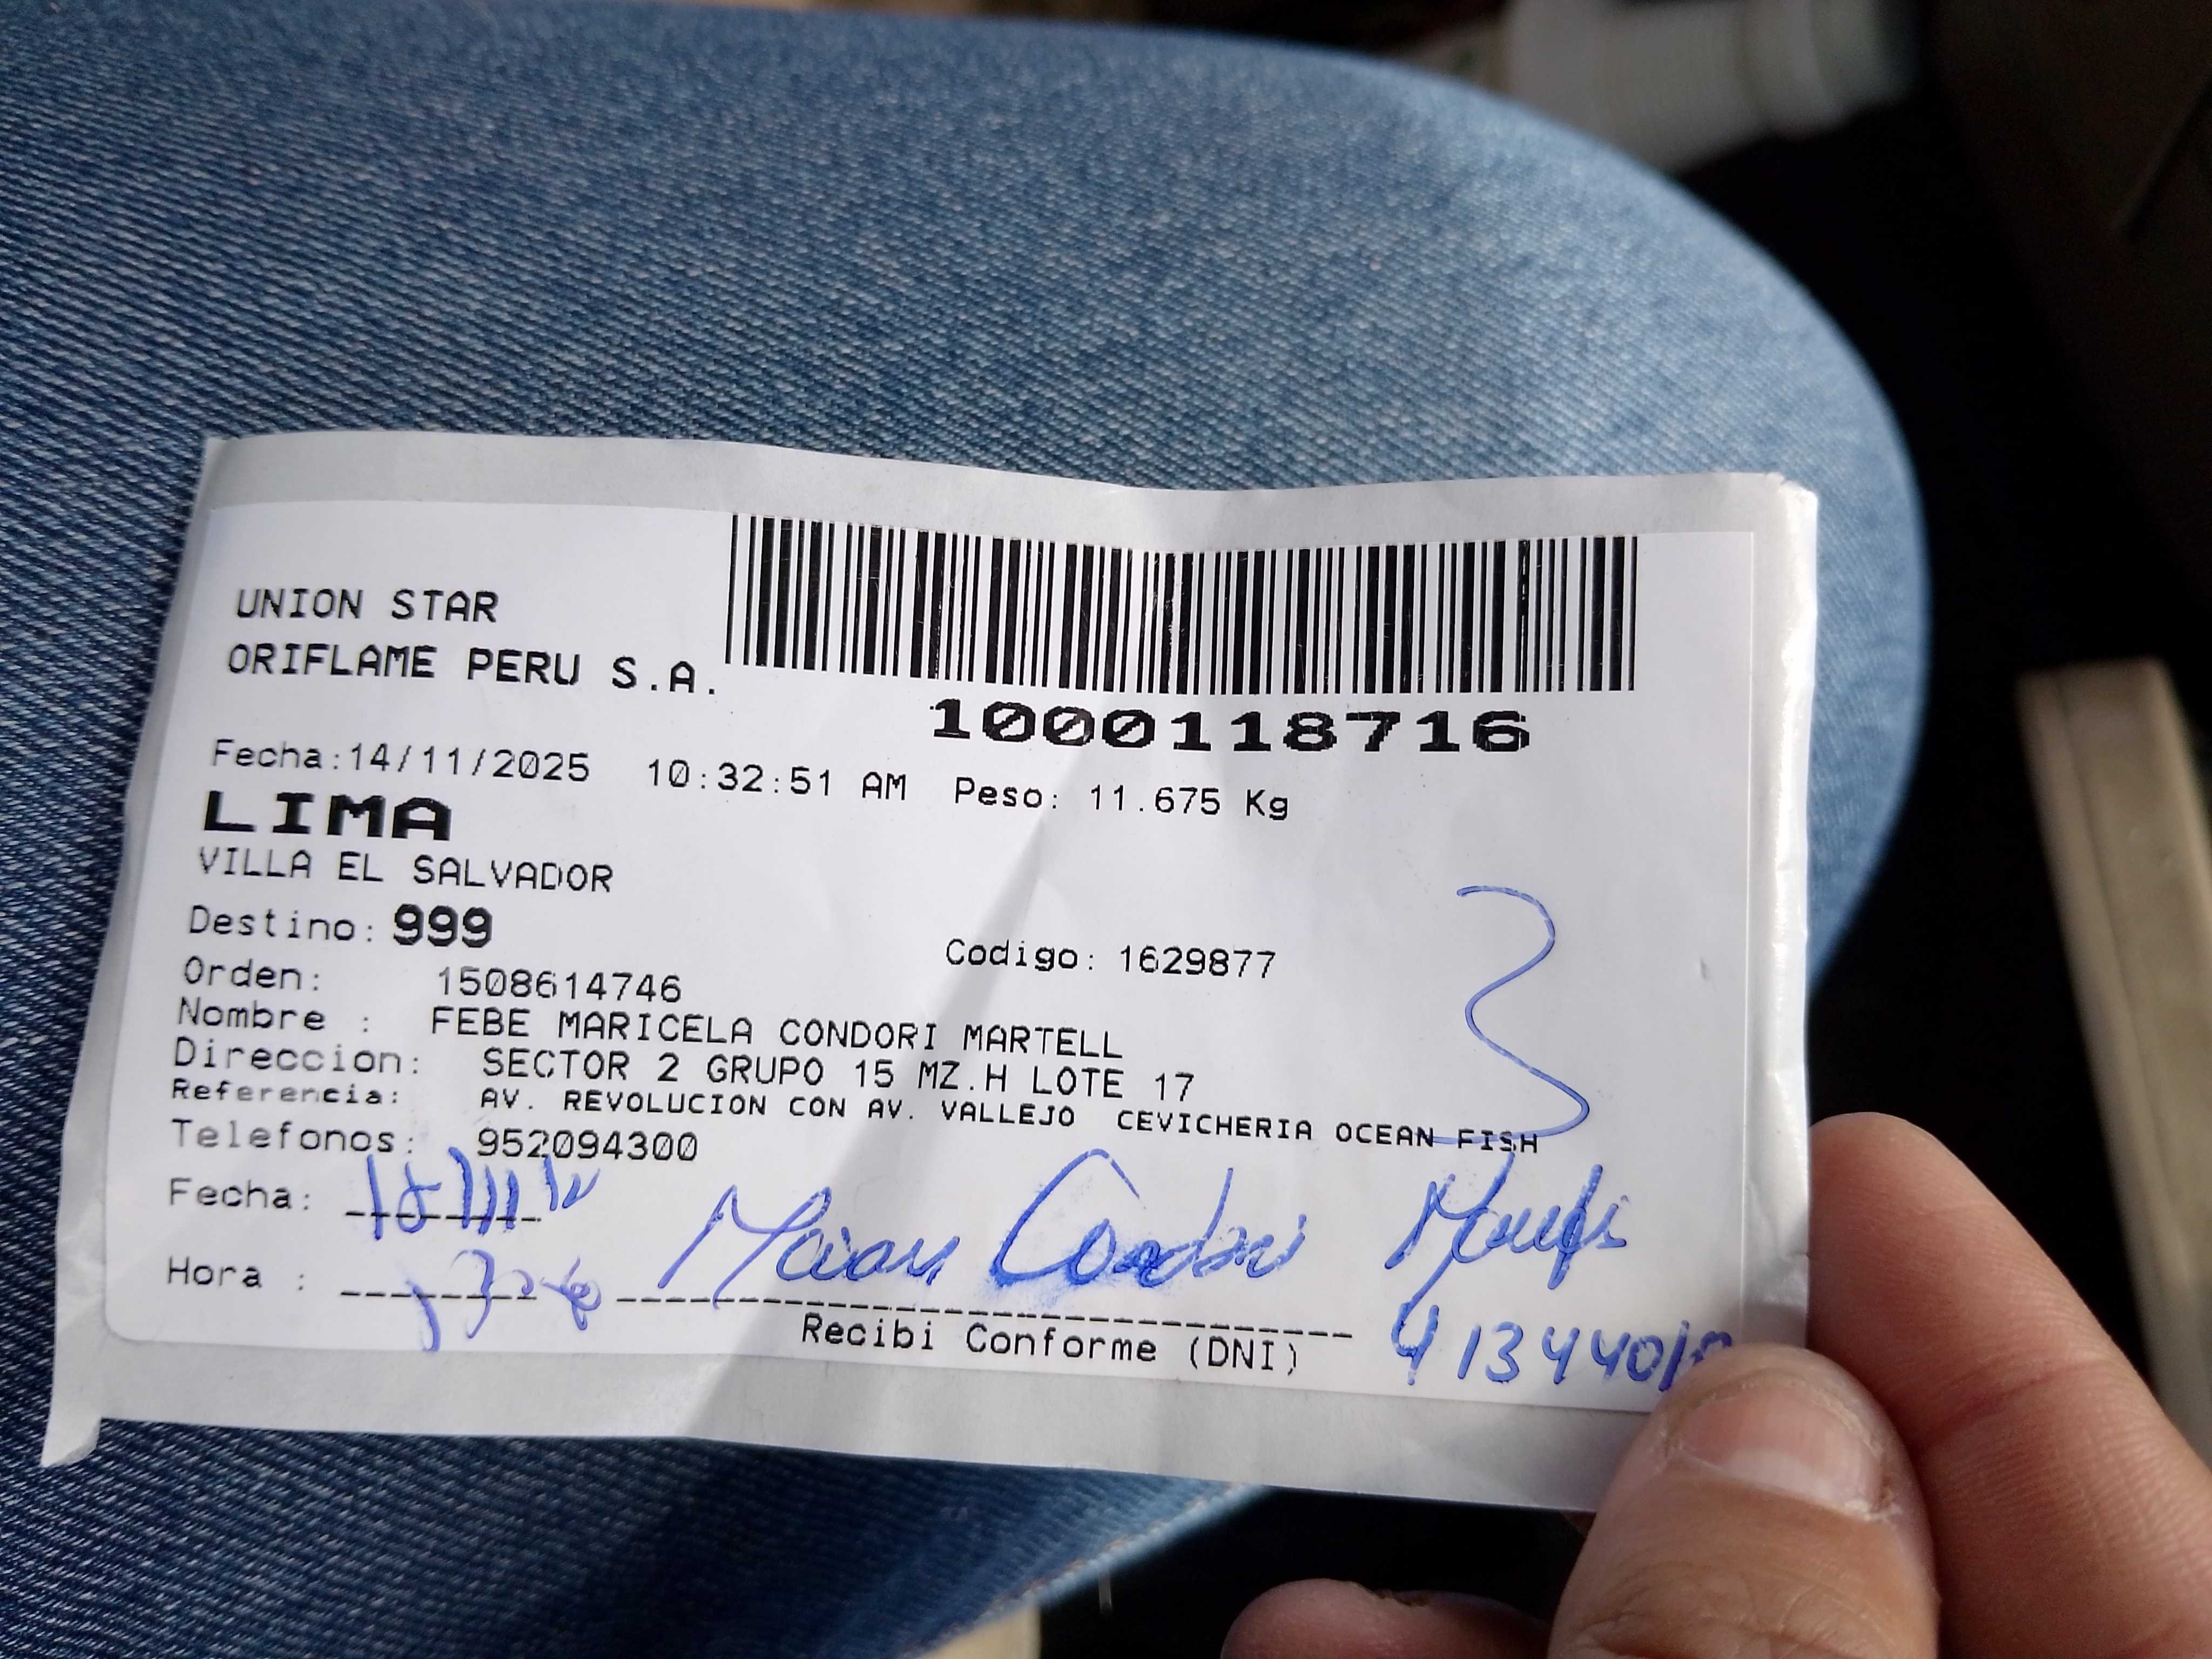 UNION STAR
ORIFLAME PERU S.A.
1000118716
Fecha:14/11/2025 10:32:51 AM Peso: 11.675 Kg
LIMA
VILLA EL SALVADOR
Destino: 999
Codigo: 1629877
Orden: 1508614746
Nombre : FEBE MARICELA CONDORI MARTELL
Direccion: SECTOR 2 GRUPO 15 MZ.H LOTE 17
Referencia: AV. REVOLUCION CON AV. VALLEJO CEVICHERIA OCEAN FISH
Telefonos: 952094300
Fecha:
Condori
Hora :
Recibi Conforme (DNI)